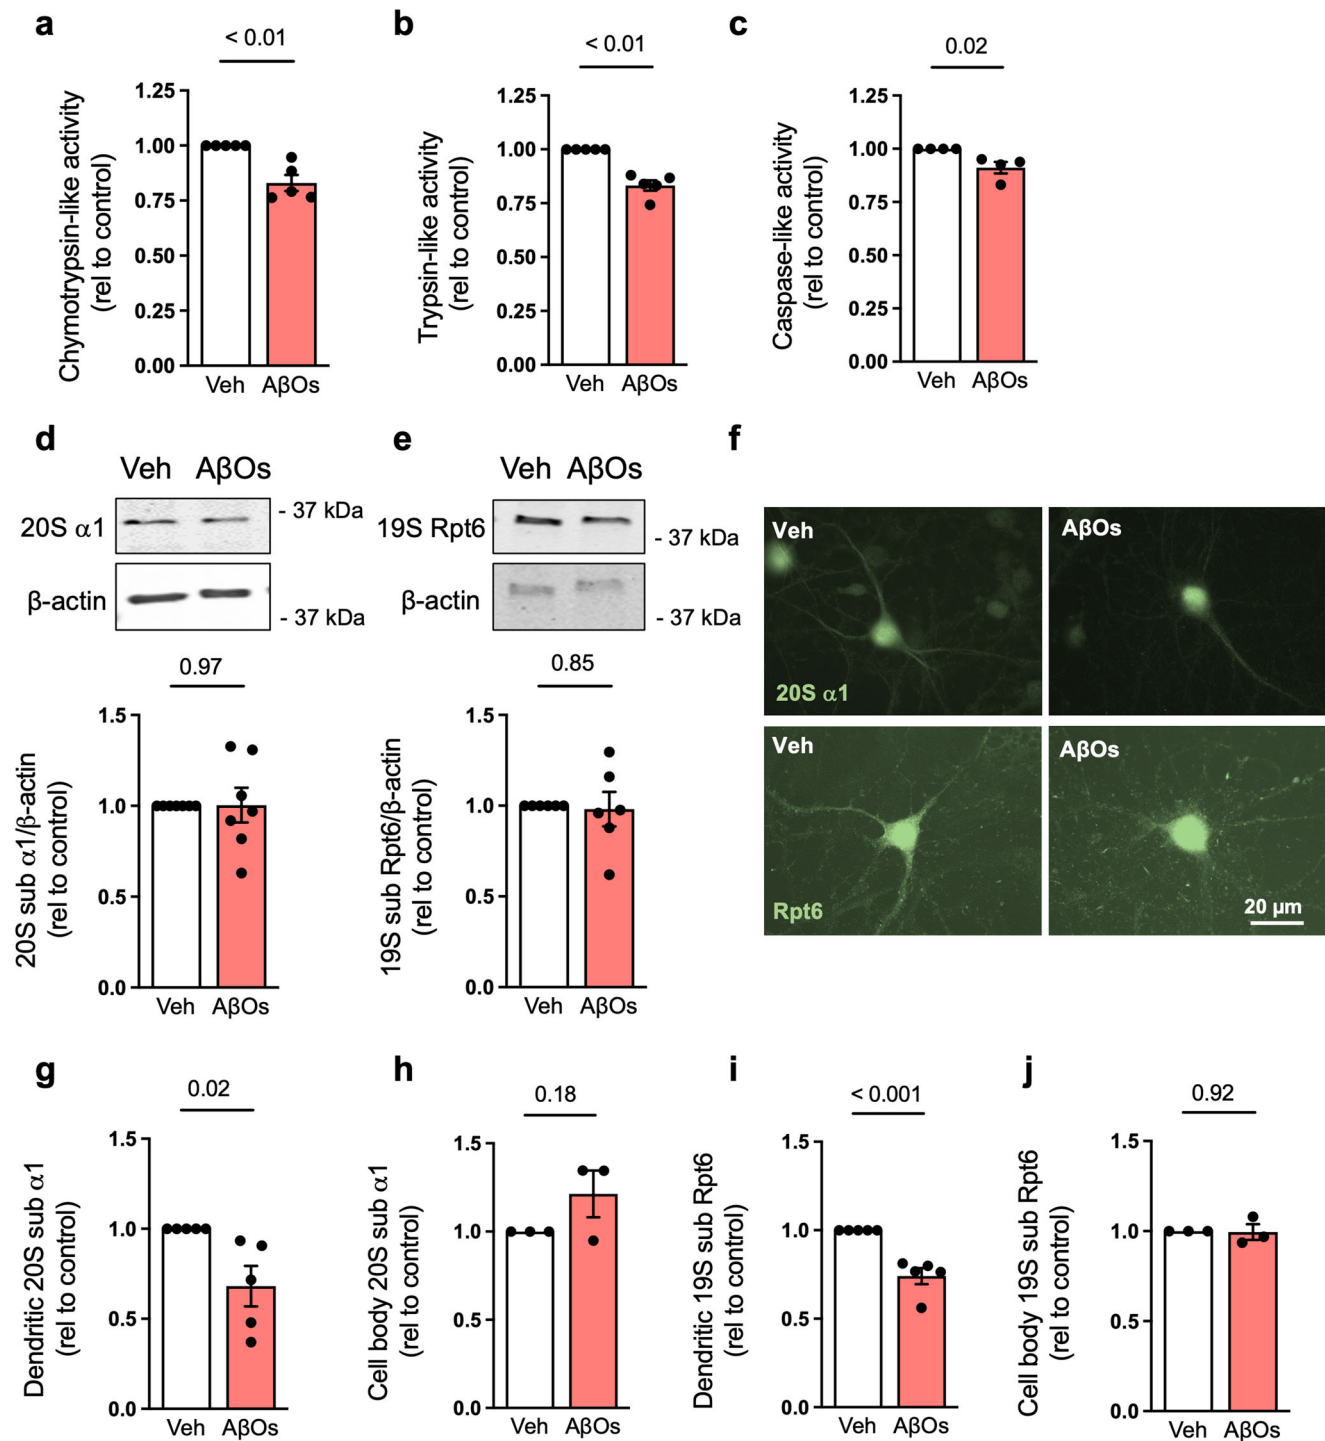 a
< 0.01
Chymotrypsin-like activity
(rel to control)
1.25
1.00
0.75
0.50
0.25
0.00
Veh AβOs
b
< 0.01
Trypsin-like activity
(rel to control)
1.25
1.00
0.75
0.50
0.25
0.00
Veh AβOs
c
0.02
Caspase-like activity
(rel to control)
1.25
1.00
0.75
0.50
0.25
0.00
Veh AβOs
d
Veh AβOs
20S α1
- 37 kDa
β-actin
- 37 kDa
0.97
20S sub α1/β-actin
(rel to control)
1.5
1.0
0.5
0.0
Veh AβOs
e
Veh AβOs
19S Rpt6
- 37 kDa
β-actin
- 37 kDa
0.85
19S sub Rpt6/β-actin
(rel to control)
1.5
1.0
0.5
0.0
Veh AβOs
f
Veh
20S α1
AβOs
Veh
Rpt6
AβOs
20 µm
g
0.02
Dendritic 20S sub α1
(rel to control)
1.5
1.0
0.5
0.0
Veh AβOs
h
0.18
Cell body 20S sub α1
(rel to control)
1.5
1.0
0.5
0.0
Veh AβOs
i
< 0.001
Dendritic 19S sub Rpt6
(rel to control)
1.5
1.0
0.5
0.0
Veh AβOs
j
0.92
Cell body 19S sub Rpt6
(rel to control)
1.5
1.0
0.5
0.0
Veh AβOs